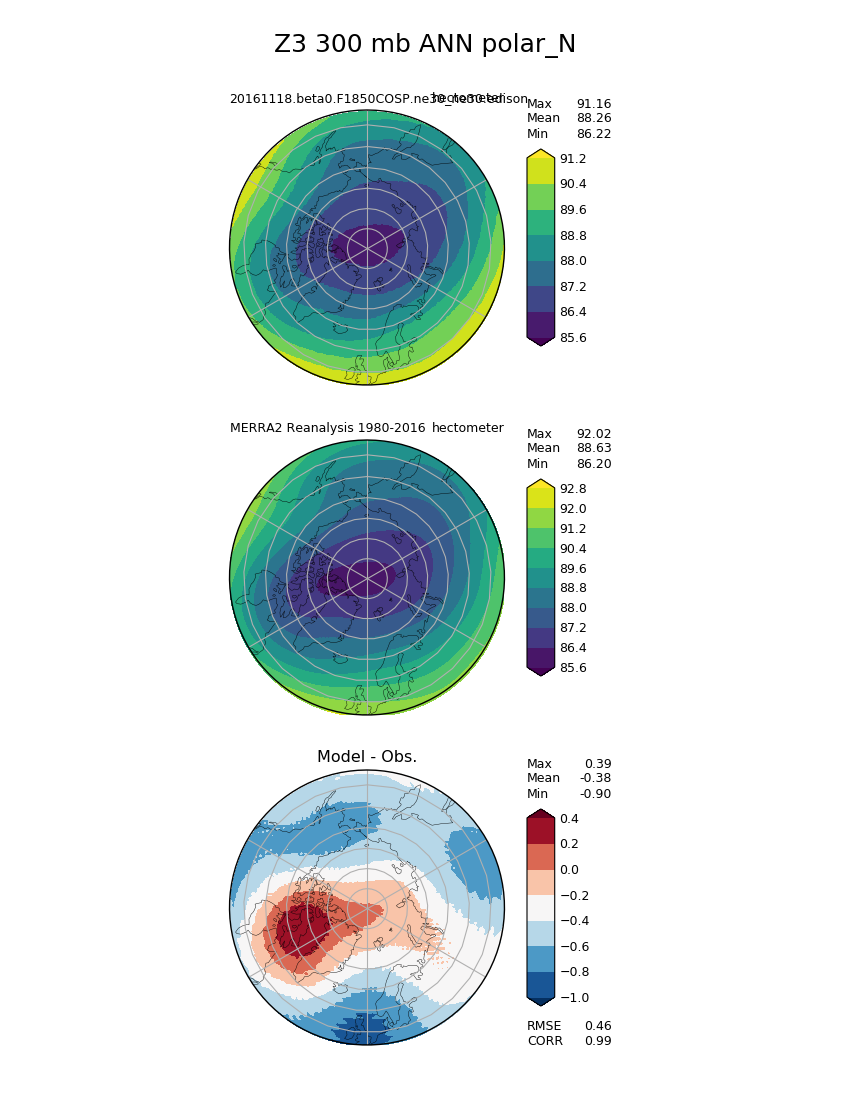 Z3 300 mb ANN polar_N
20161118.beta0.F1850COSP.ne30_ne30.edison
hectometer
Max 91.16
Mean 88.26
Min 86.22
91.2
90.4
89.6
88.8
88.0
87.2
86.4
85.6
MERRA2 Reanalysis 1980-2016 hectometer
Max 92.02
Mean 88.63
Min 86.20
92.8
92.0
91.2
90.4
89.6
88.8
88.0
87.2
86.4
85.6
Model - Obs.
Max 0.39
Mean -0.38
Min -0.90
0.4
0.2
0.0
−0.2
−0.4
−0.6
−0.8
−1.0
RMSE 0.46
CORR 0.99